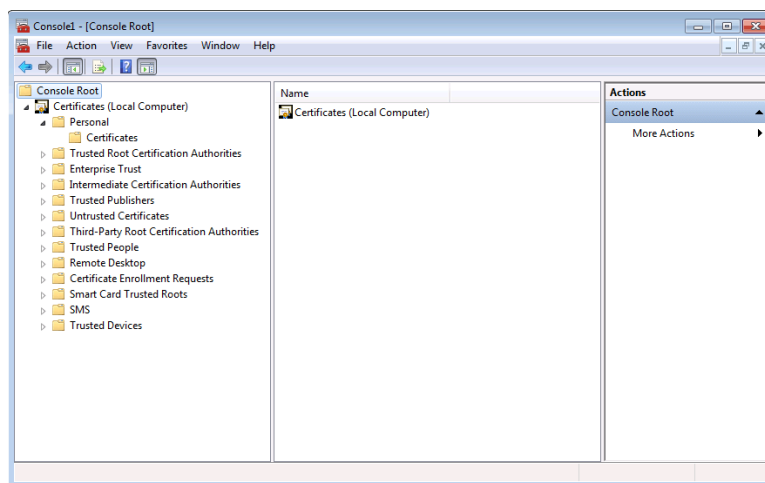 Console1 - [Console Root]
File Action View Favorites Window Help
Console Root
Certificates (Local Computer)
Personal
Certificates
Trusted Root Certification Authorities
Enterprise Trust
Intermediate Certification Authorities
Trusted Publishers
Untrusted Certificates
Third-Party Root Certification Authorities
Trusted People
Remote Desktop
Certificate Enrollment Requests
Smart Card Trusted Roots
SMS
Trusted Devices
Name
Certificates (Local Computer)
Actions
Console Root
More Actions